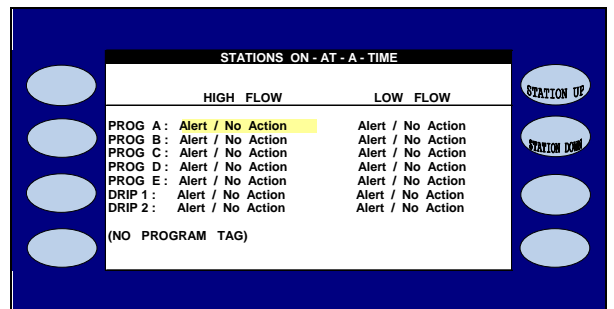 STATIONS ON - AT - A - TIME
HIGH FLOW LOW FLOW
STATION UP
PROG A : Alert / No Action Alert / No Action
PROG B : Alert / No Action Alert / No Action
STATION DOWN
PROG C : Alert / No Action Alert / No Action
PROG D : Alert / No Action Alert / No Action
PROG E : Alert / No Action Alert / No Action
DRIP 1 : Alert / No Action Alert / No Action
DRIP 2 : Alert / No Action Alert / No Action
(NO PROGRAM TAG)